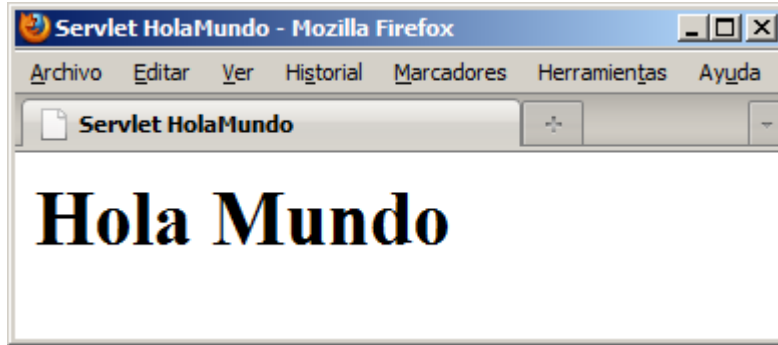 Servlet HolaMundo - Mozilla Firefox
Archivo Editar Ver Historial Marcadores Herramientas Ayuda
Servlet HolaMundo
Hola Mundo